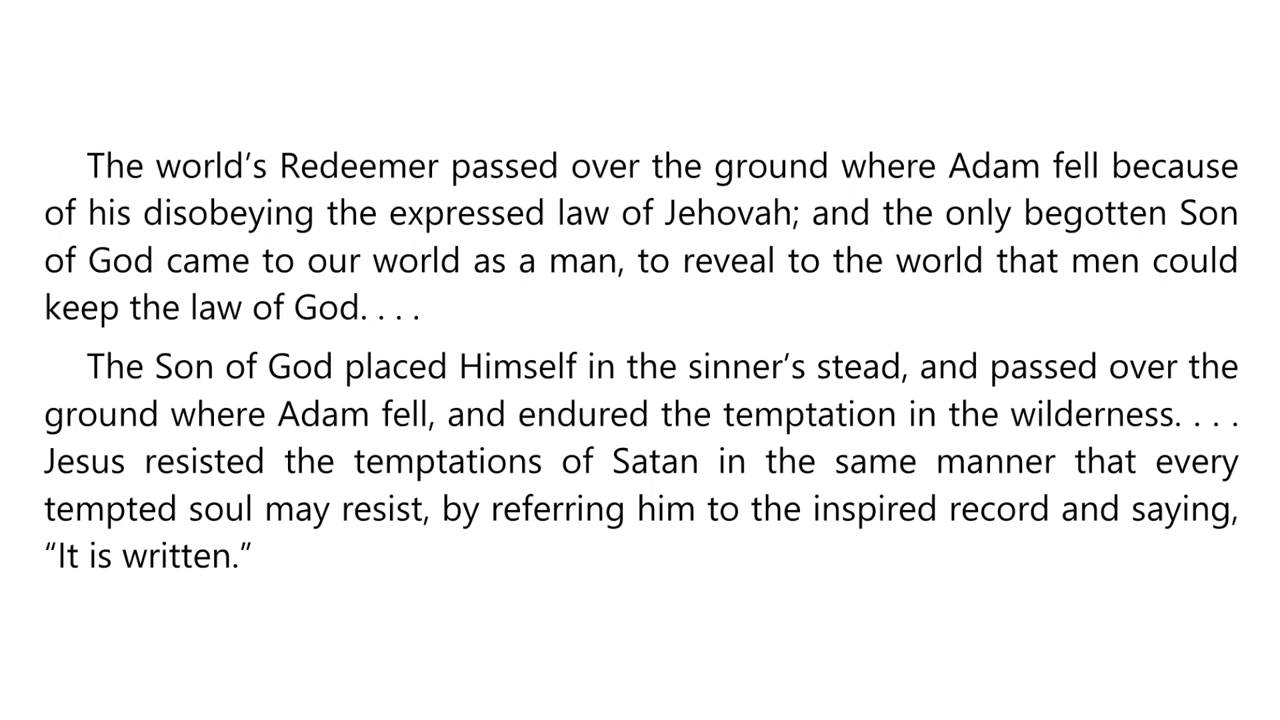 The world’s Redeemer passed over the ground where Adam fell because
of his disobeying the expressed law of Jehovah; and the only begotten Son
of God came to our world as a man, to reveal to the world that men could
keep the law of God. . . .
The Son of God placed Himself in the sinner’s stead, and passed over the
ground where Adam fell, and endured the temptation in the wilderness. . . .
Jesus resisted the temptations of Satan in the same manner that every
tempted soul may resist, by referring him to the inspired record and saying,
“It is written.”